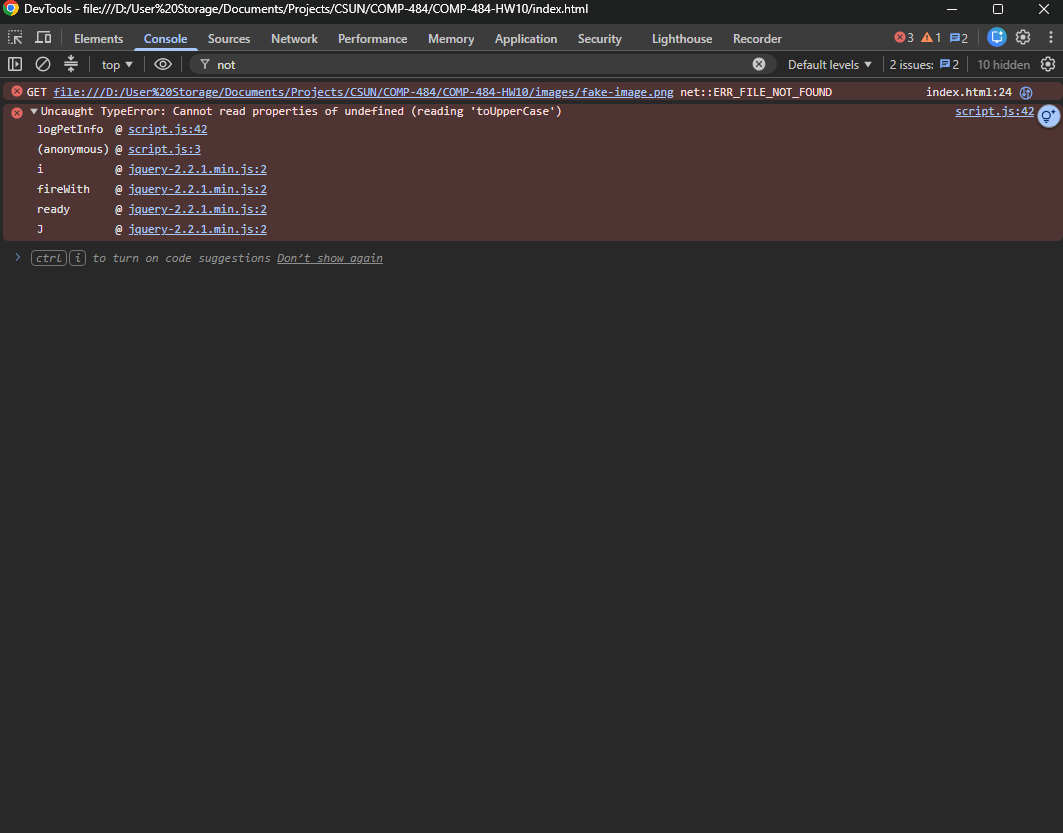 DevTools - file:///D:/User%20Storage/Documents/Projects/CSUN/COMP-484/COMP-484-HW10/index.html
Elements Console Sources Network Performance Memory Application Security Lighthouse Recorder 3 1 2
top not Default levels 2 issues: 2 10 hidden
GET file:///D:/User%20Storage/Documents/Projects/CSUN/COMP-484/COMP-484-HW10/images/fake-image.png net::ERR_FILE_NOT_FOUND index.html:24
Uncaught TypeError: Cannot read properties of undefined (reading 'toUpperCase') script.js:42
logPetInfo @ script.js:42
(anonymous) @ script.js:3
i @ jquery-2.2.1.min.js:2
fireWith @ jquery-2.2.1.min.js:2
ready @ jquery-2.2.1.min.js:2
J @ jquery-2.2.1.min.js:2
ctrl i to turn on code suggestions Don't show again